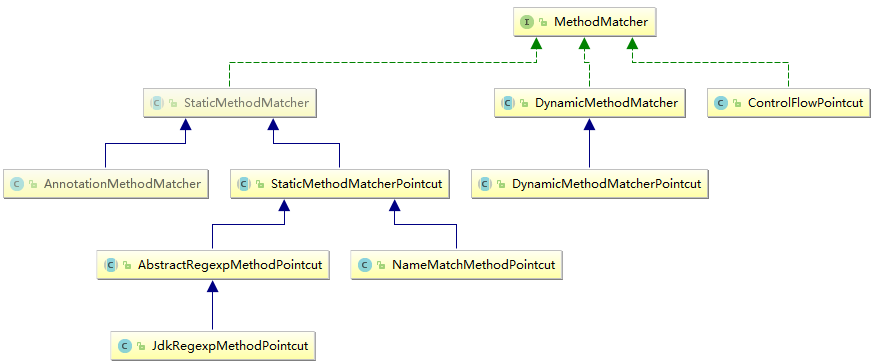 I MethodMatcher
C StaticMethodMatcher
C DynamicMethodMatcher
C ControlFlowPointcut
C AnnotationMethodMatcher
C StaticMethodMatcherPointcut
C DynamicMethodMatcherPointcut
C AbstractRegexpMethodPointcut
C NameMatchMethodPointcut
C JdkRegexpMethodPointcut